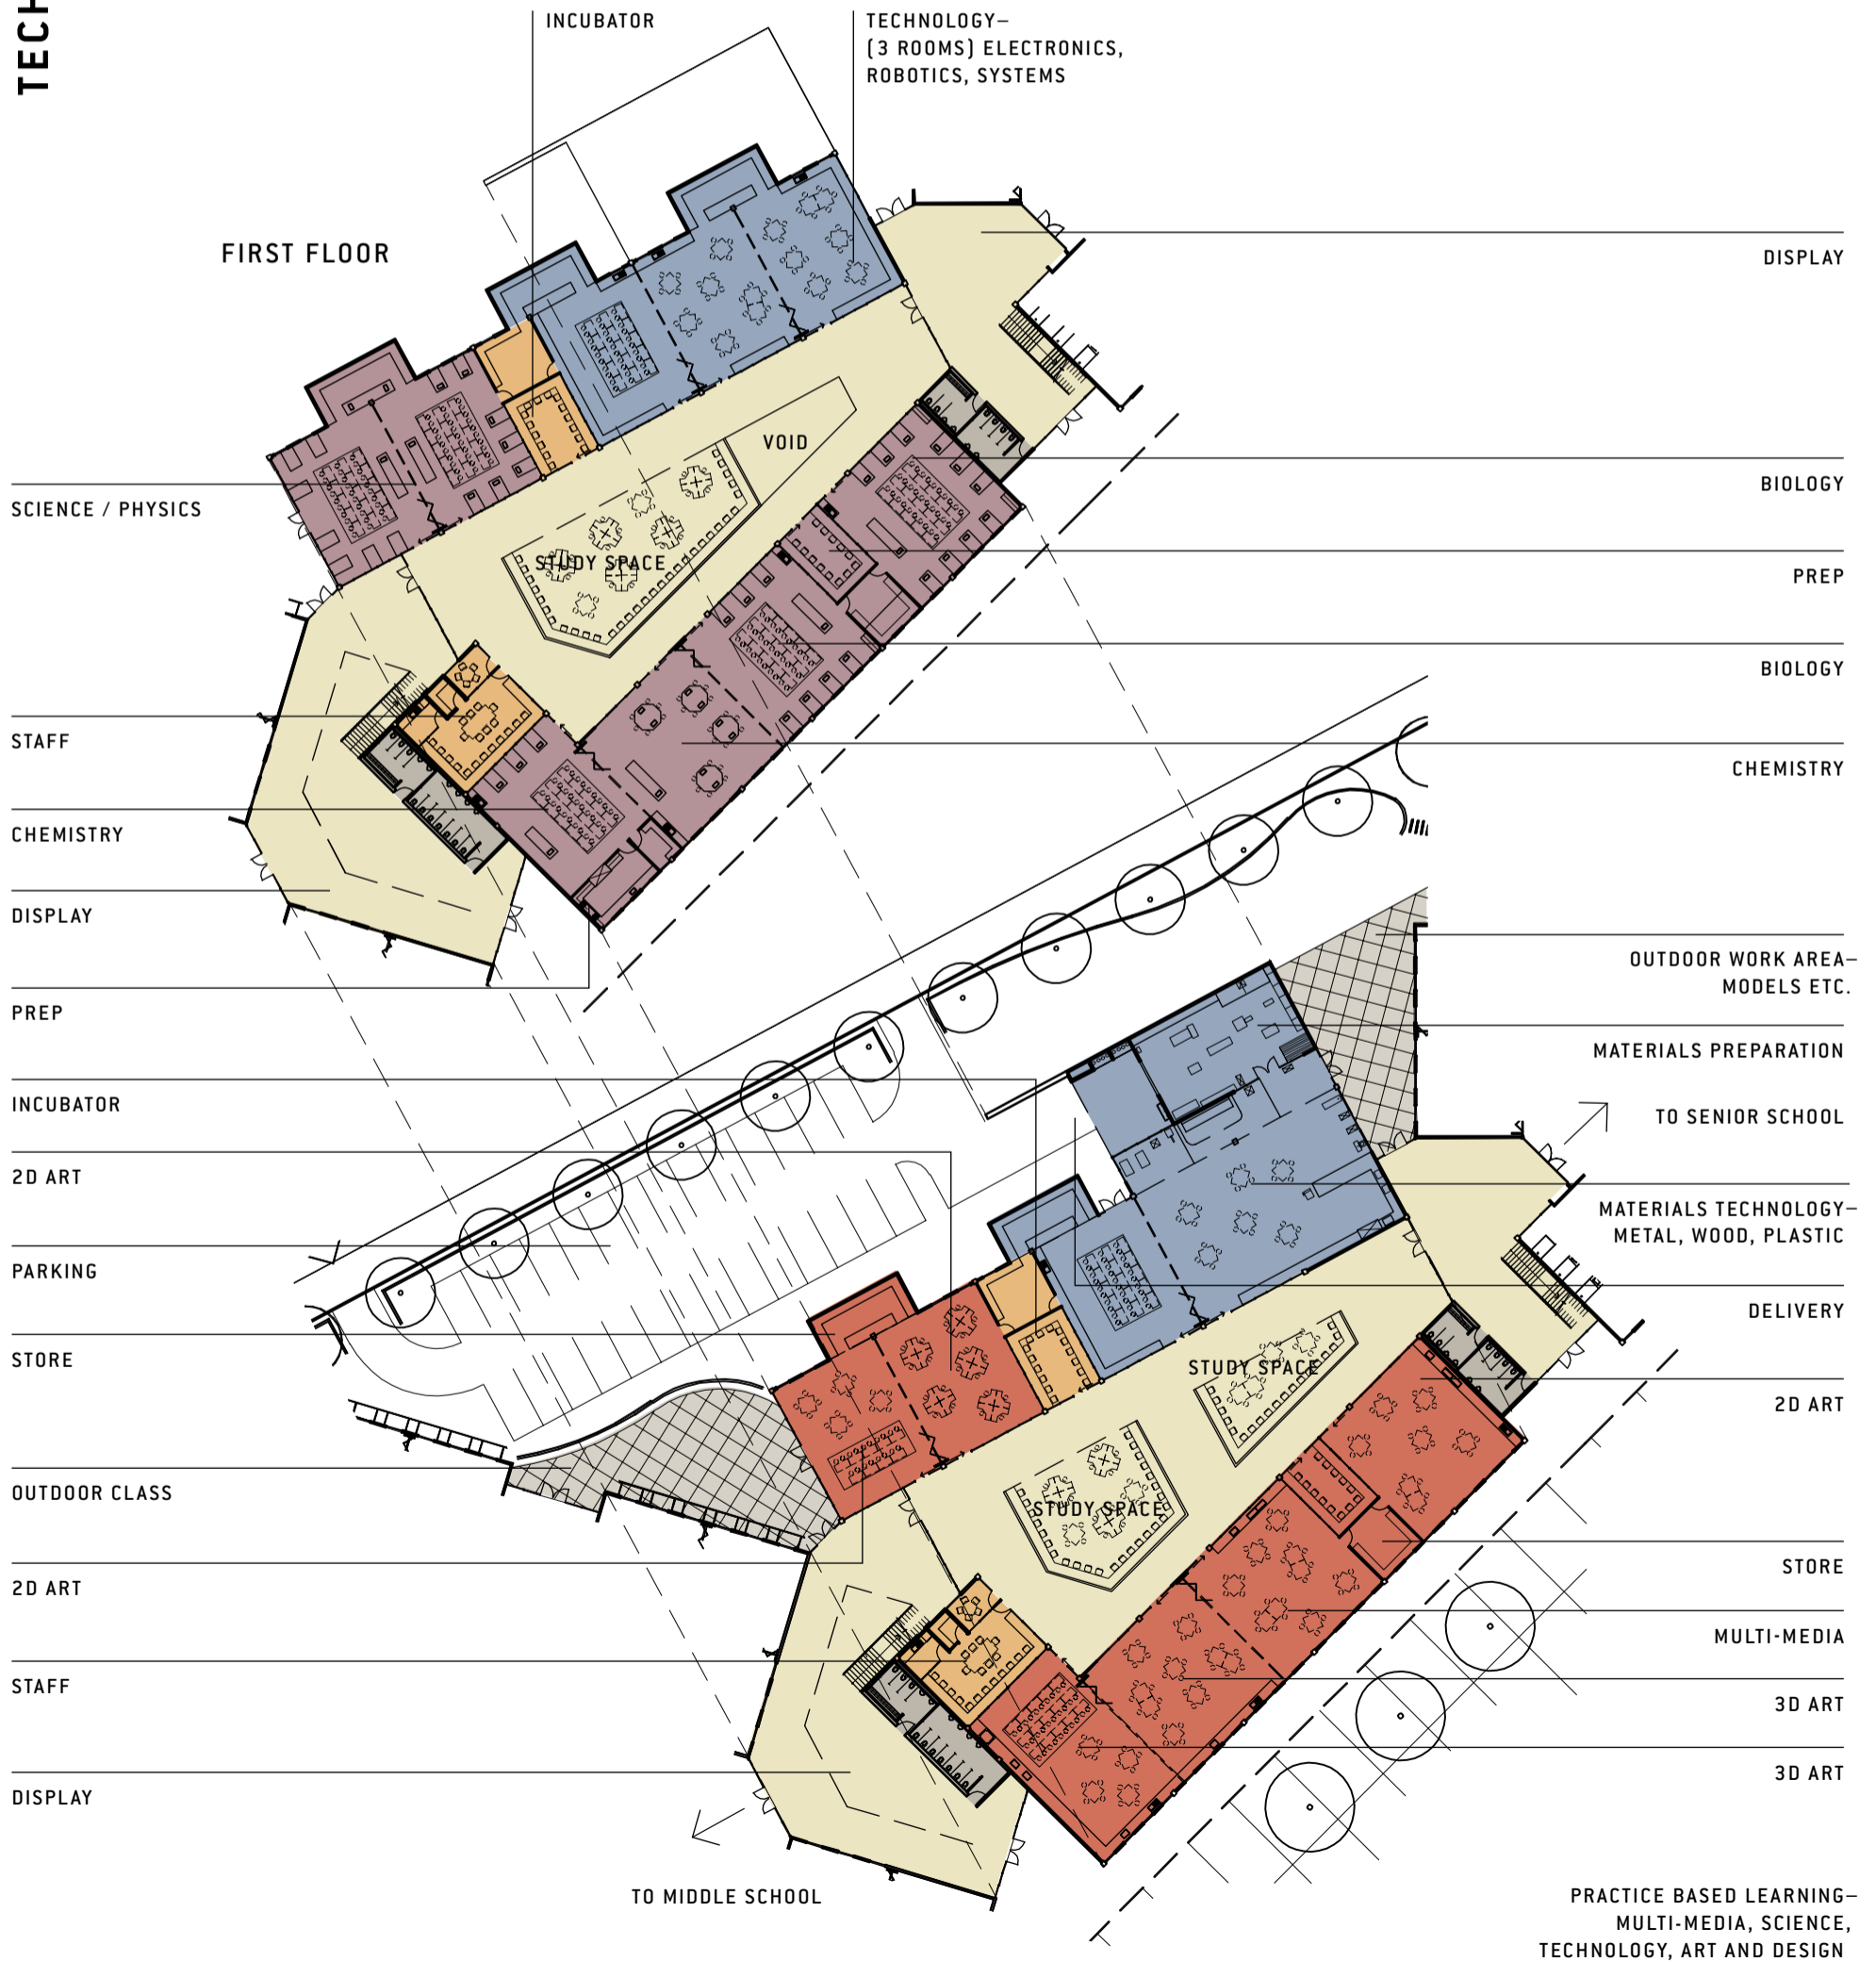 TECH
INCUBATOR
TECHNOLOGY–
(3 ROOMS) ELECTRONICS,
ROBOTICS, SYSTEMS
FIRST FLOOR
DISPLAY
VOID
BIOLOGY
SCIENCE / PHYSICS
STUDY SPACE
PREP
BIOLOGY
STAFF
CHEMISTRY
CHEMISTRY
DISPLAY
OUTDOOR WORK AREA–
MODELS ETC.
PREP
MATERIALS PREPARATION
INCUBATOR
TO SENIOR SCHOOL
2D ART
MATERIALS TECHNOLOGY–
METAL, WOOD, PLASTIC
PARKING
DELIVERY
STORE
STUDY SPACE
2D ART
OUTDOOR CLASS
STUDY SPACE
STORE
2D ART
MULTI-MEDIA
STAFF
3D ART
3D ART
DISPLAY
TO MIDDLE SCHOOL
PRACTICE BASED LEARNING–
MULTI-MEDIA, SCIENCE,
TECHNOLOGY, ART AND DESIGN